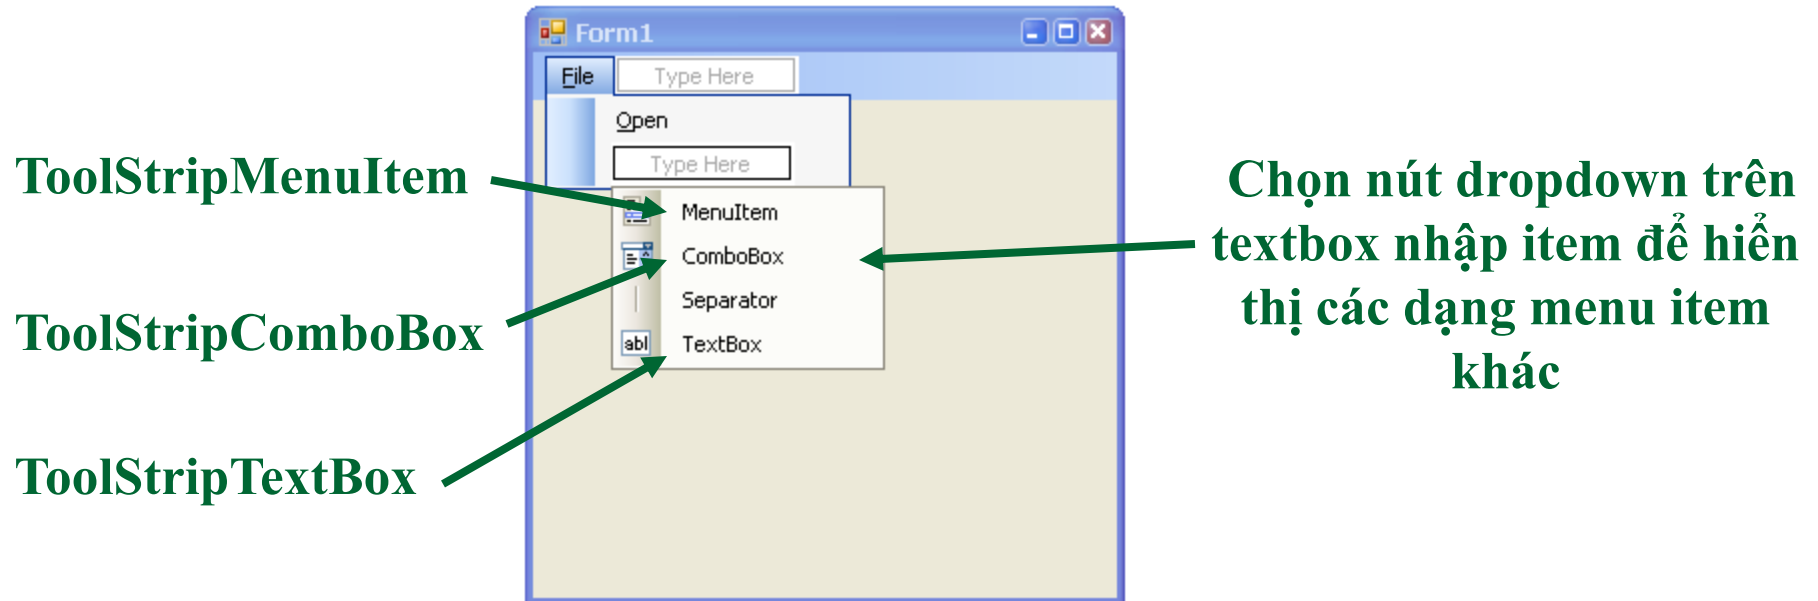 Form1
File
Type Here
Open
Type Here
ToolStripMenuItem
MenuItem
ComboBox
Separator
abl
TextBox
ToolStripComboBox
ToolStripTextBox
Chọn nút dropdown trên
textbox nhập item để hiển
thị các dạng menu item
khác